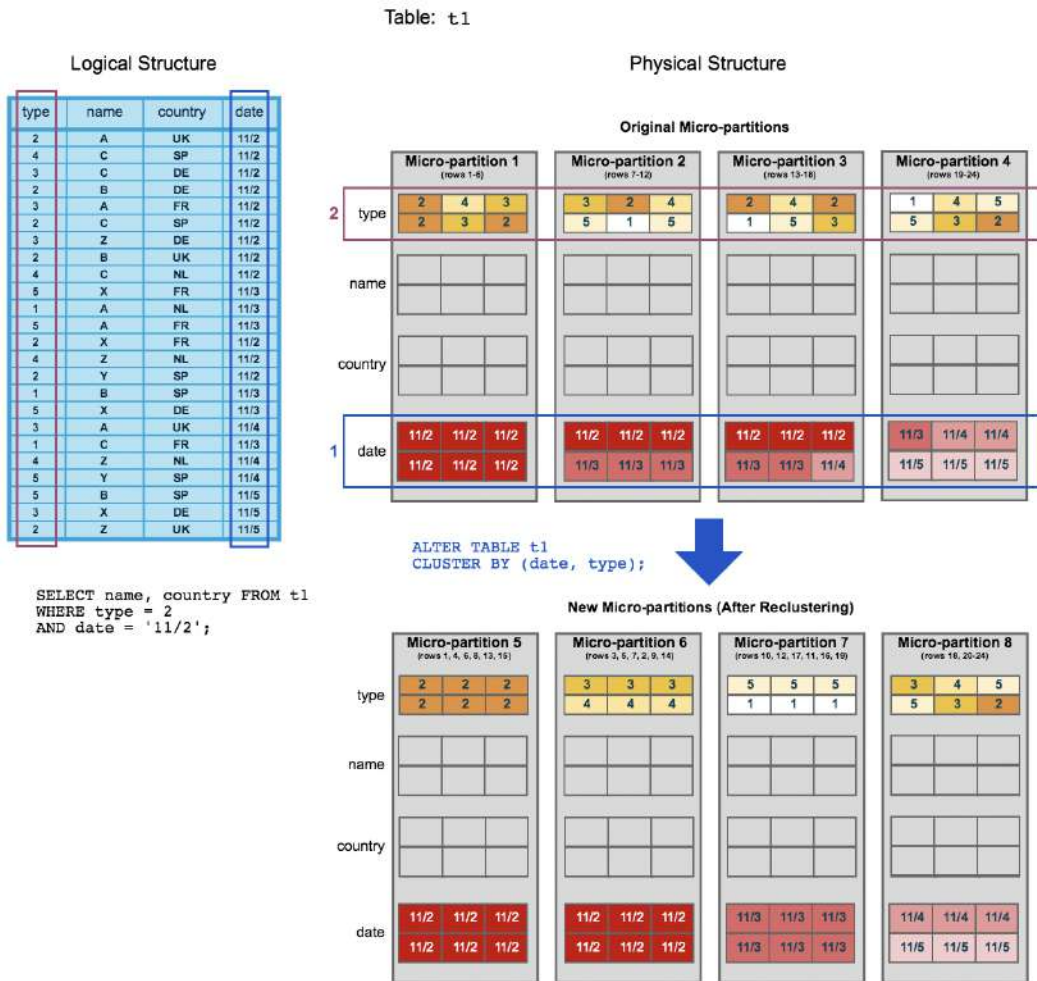 Table: t1
Logical Structure
Physical Structure
type name country date
2 A UK 11/2
4 C SP 11/2
3 C DE 11/2
2 B DE 11/2
3 A FR 11/2
2 C SP 11/2
3 Z DE 11/2
2 B UK 11/2
4 C NL 11/2
5 X FR 11/3
1 A NL 11/3
5 A FR 11/3
2 X FR 11/2
4 Z NL 11/2
2 Y SP 11/2
1 B SP 11/3
5 X DE 11/3
3 A UK 11/4
1 C FR 11/3
4 Z NL 11/4
5 Y SP 11/4
5 B SP 11/5
3 X DE 11/5
2 Z UK 11/5
SELECT name, country FROM t1
WHERE type = 2
AND date = '11/2';
Original Micro-partitions
Micro-partition 1 Micro-partition 2 Micro-partition 3 Micro-partition 4
(rows 1-6) (rows 7-12) (rows 13-18) (rows 19-24)
2 type
2 4 3 3 2 4 2 4 2 1 4 5
2 3 2 5 1 5 1 5 3 5 3 2
name
country
1 date
11/2 11/2 11/2 11/2 11/2 11/2 11/2 11/2 11/2 11/3 11/4 11/4
11/2 11/2 11/2 11/3 11/3 11/3 11/3 11/3 11/4 11/5 11/5 11/5
ALTER TABLE t1
CLUSTER BY (date, type);
New Micro-partitions (After Reclustering)
Micro-partition 5 Micro-partition 6 Micro-partition 7 Micro-partition 8
(rows 1, 4, 6, 8, 13, 15) (rows 3, 5, 7, 2, 9, 14) (rows 10, 12, 17, 11, 16, 19) (rows 18, 20-24)
type
2 2 2 3 3 3 5 5 5 3 4 5
2 2 2 4 4 4 1 1 1 5 3 2
name
country
date
11/2 11/2 11/2 11/2 11/2 11/2 11/3 11/3 11/3 11/4 11/4 11/4
11/2 11/2 11/2 11/2 11/2 11/2 11/3 11/3 11/3 11/5 11/5 11/5